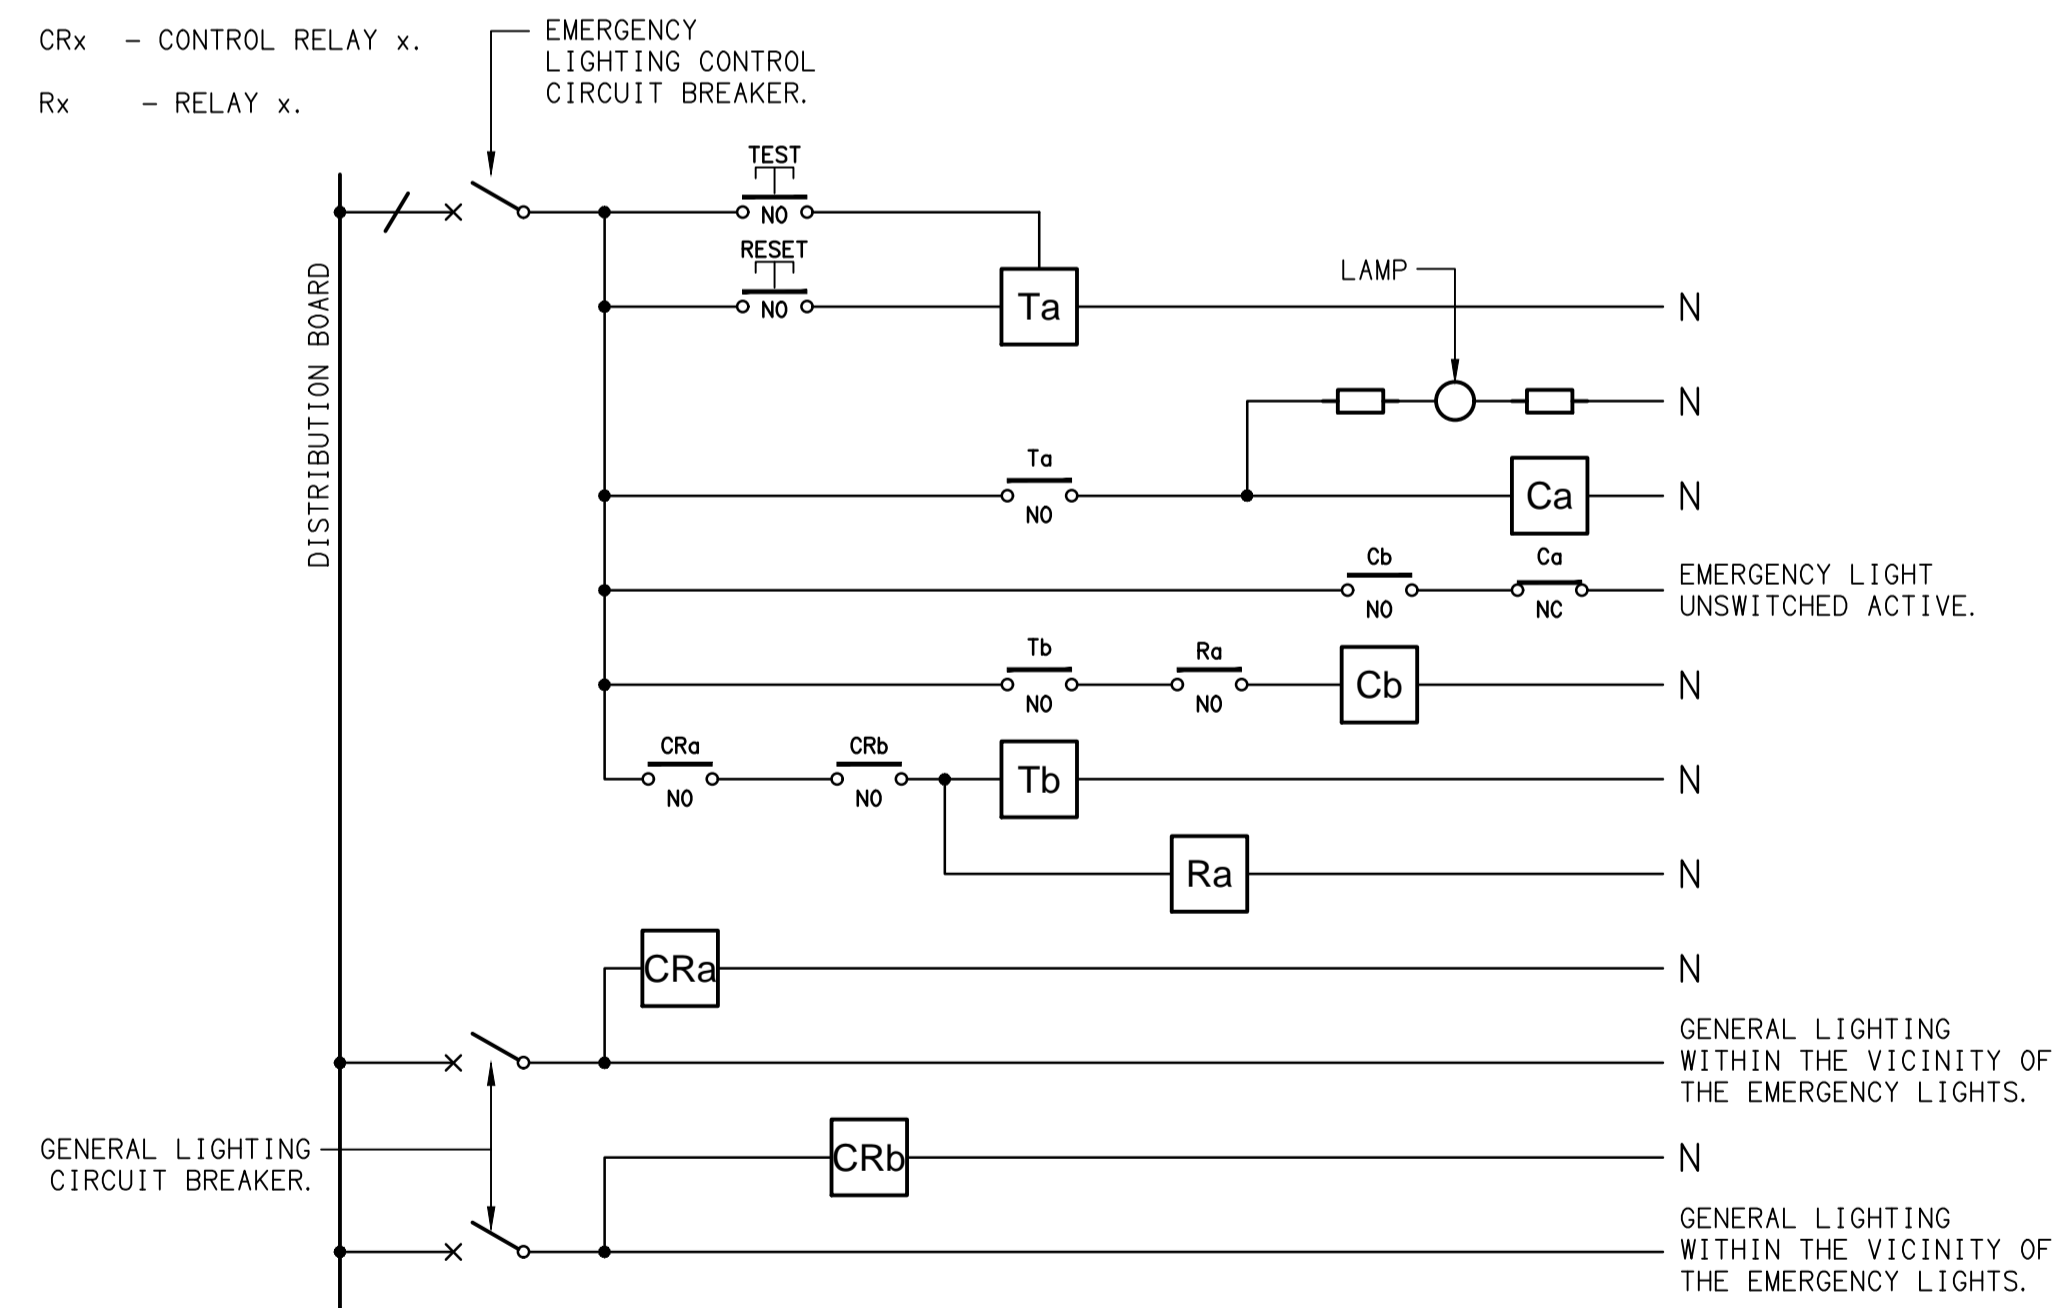 CRx - CONTROL RELAY x.
Rx - RELAY x.
EMERGENCY
LIGHTING CONTROL
CIRCUIT BREAKER.
DISTRIBUTION BOARD
TEST
NO
RESET
NO
Ta
N
LAMP
N
Ta
NO
Ca
N
Cb
NO
Ca
NC
EMERGENCY LIGHT
UNSWITCHED ACTIVE.
Tb
NO
Ra
NO
Cb
N
CRa
NO
CRb
NO
Tb
N
Ra
N
CRa
N
GENERAL LIGHTING
WITHIN THE VICINITY OF
THE EMERGENCY LIGHTS.
GENERAL LIGHTING
CIRCUIT BREAKER.
CRb
N
GENERAL LIGHTING
WITHIN THE VICINITY OF
THE EMERGENCY LIGHTS.